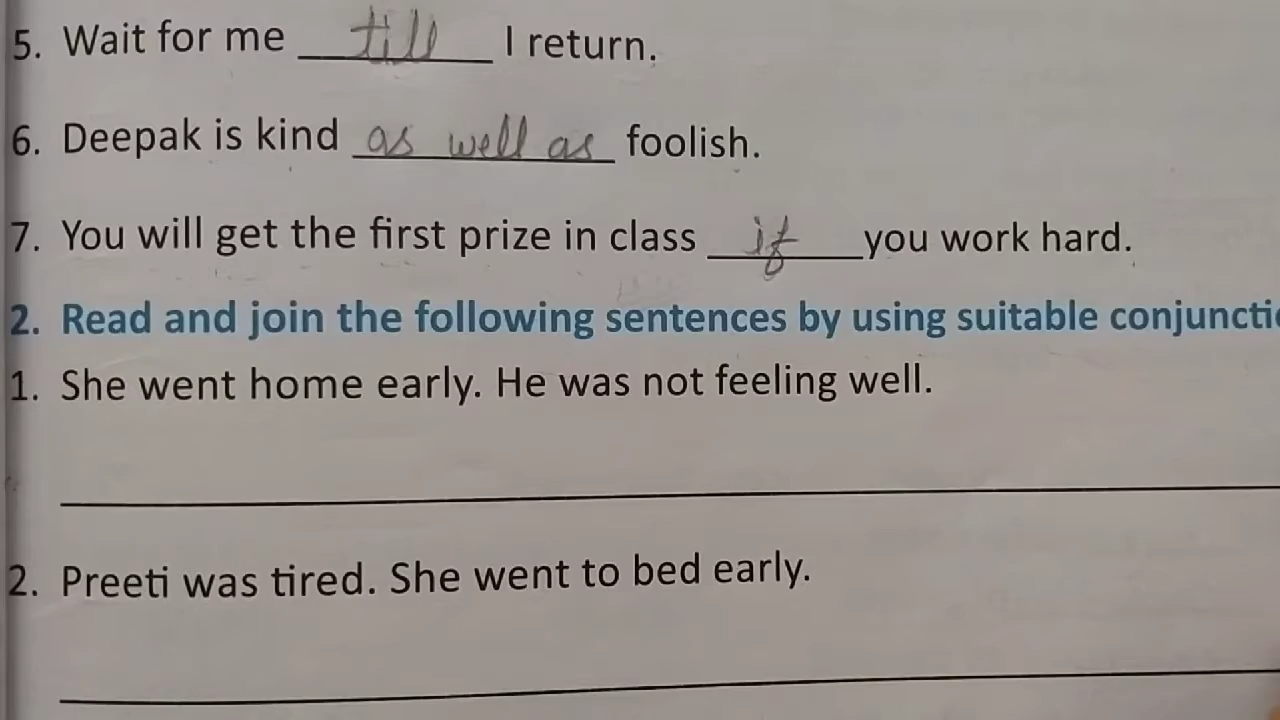 5. Wait for me till I return.
6. Deepak is kind as well as foolish.
7. You will get the first prize in class if you work hard.
2. Read and join the following sentences by using suitable conjuncti
1. She went home early. He was not feeling well.
2. Preeti was tired. She went to bed early.